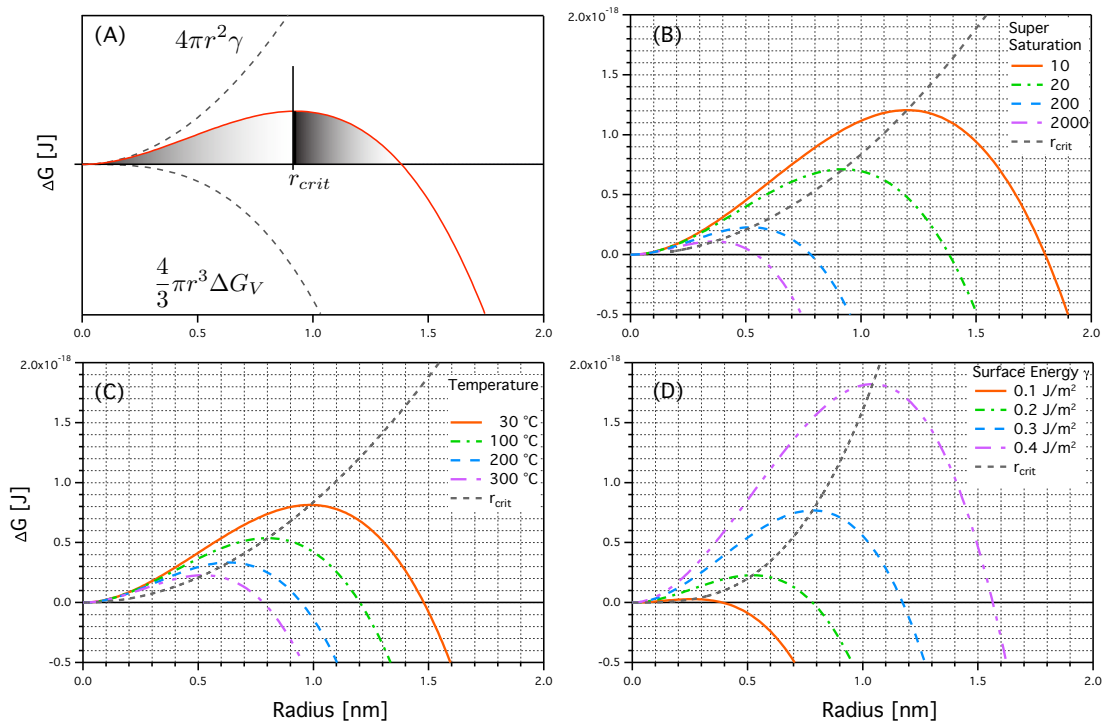 (A)
4πr²γ
ΔG [J]
r_crit
4/3 πr³ΔG_V
0.0 0.5 1.0 1.5 2.0
(B)
2.0x10⁻¹⁸
1.5
1.0
0.5
0.0
-0.5
Super
Saturation
10
20
200
2000
r_crit
0.0 0.5 1.0 1.5 2.0
(C)
2.0x10⁻¹⁸
1.5
1.0
0.5
0.0
-0.5
ΔG [J]
Temperature
30 °C
100 °C
200 °C
300 °C
r_crit
0.0 0.5 1.0 1.5 2.0
Radius [nm]
(D)
2.0x10⁻¹⁸
1.5
1.0
0.5
0.0
-0.5
Surface Energy γ
0.1 J/m²
0.2 J/m²
0.3 J/m²
0.4 J/m²
r_crit
0.0 0.5 1.0 1.5 2.0
Radius [nm]